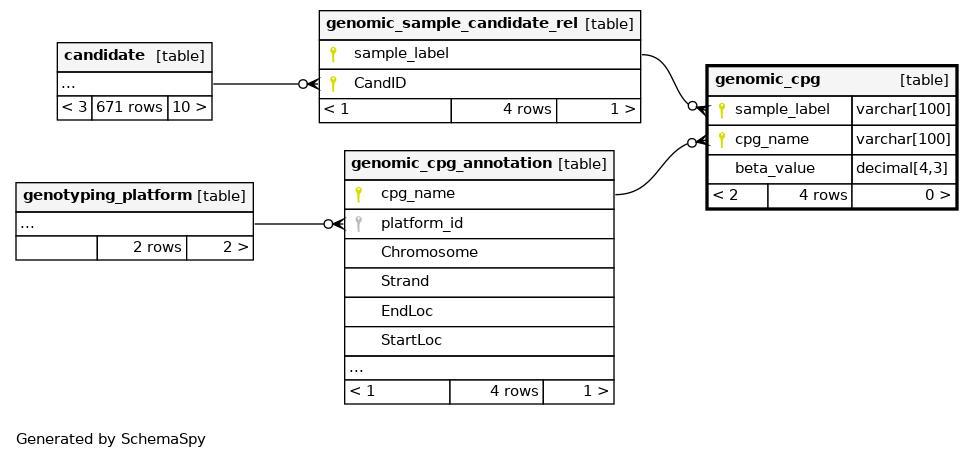 candidate [table]
...
< 3 671 rows 10 >
genomic_sample_candidate_rel [table]
sample_label
CandID
< 1 4 rows 1 >
genomic_cpg [table]
sample_label varchar[100]
cpg_name varchar[100]
beta_value decimal[4,3]
< 2 4 rows 0 >
genotyping_platform [table]
...
2 rows 2 >
genomic_cpg_annotation [table]
cpg_name
platform_id
Chromosome
Strand
EndLoc
StartLoc
...
< 1 4 rows 1 >
Generated by SchemaSpy